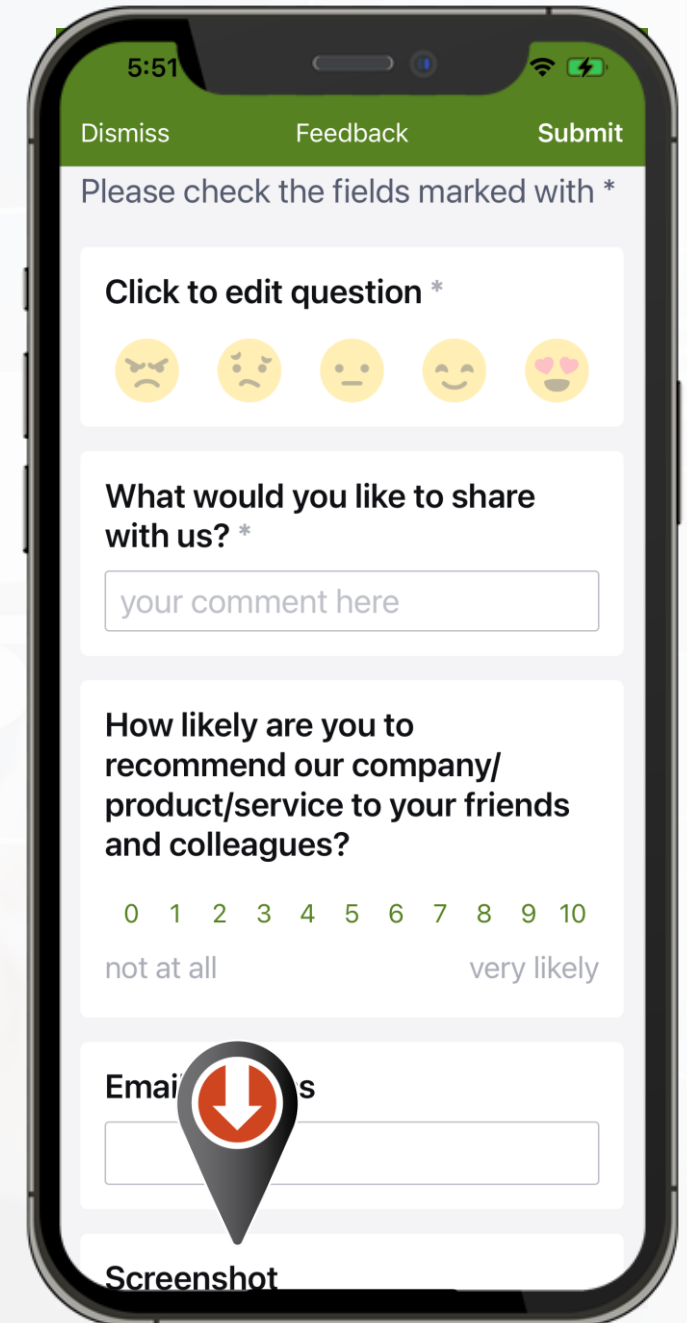 5:51
Dismiss Feedback Submit
Please check the fields marked with *
Click to edit question *
What would you like to share
with us? *
your comment here
How likely are you to
recommend our company/
product/service to your friends
and colleagues?
0 1 2 3 4 5 6 7 8 9 10
not at all very likely
Screenshot